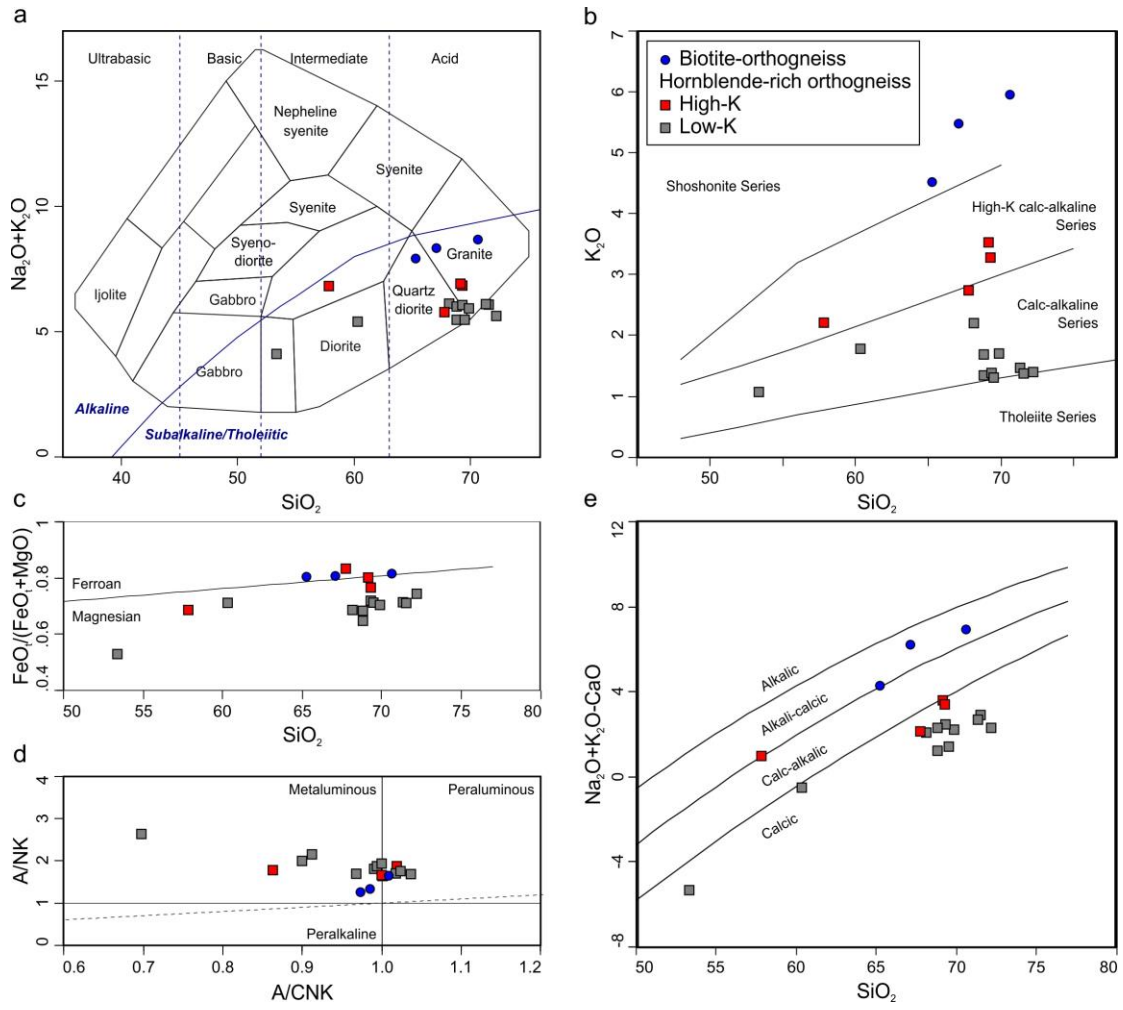 a
Ultrabasic
Basic
Intermediate
Acid
Nepheline
syenite
Syenite
Syenite
Syeno-
diorite
Granite
Ijolite
Gabbro
Quartz
diorite
Diorite
Gabbro
Alkaline
Subalkaline/Tholeiitic
Na₂O+K₂O
0
5
10
15
40
50
60
70
SiO₂
b
Biotite-orthogneiss
Hornblende-rich orthogneiss
High-K
Low-K
Shoshonite Series
High-K calc-alkaline
Series
Calc-alkaline
Series
Tholeiite Series
K₂O
0
1
2
3
4
5
6
7
50
60
70
SiO₂
c
Ferroan
Magnesian
FeOₜ/(FeOₜ+MgO)
.4
0.6
0.8
1
50
55
60
65
70
75
80
SiO₂
d
Metaluminous
Peraluminous
Peralkaline
A/NK
0
1
2
3
4
0.6
0.7
0.8
0.9
1.0
1.1
1.2
A/CNK
e
Alkalic
Alkali-calcic
Calc-alkalic
Calcic
Na₂O+K₂O-CaO
-8
-4
0
4
8
12
50
55
60
65
70
75
80
SiO₂